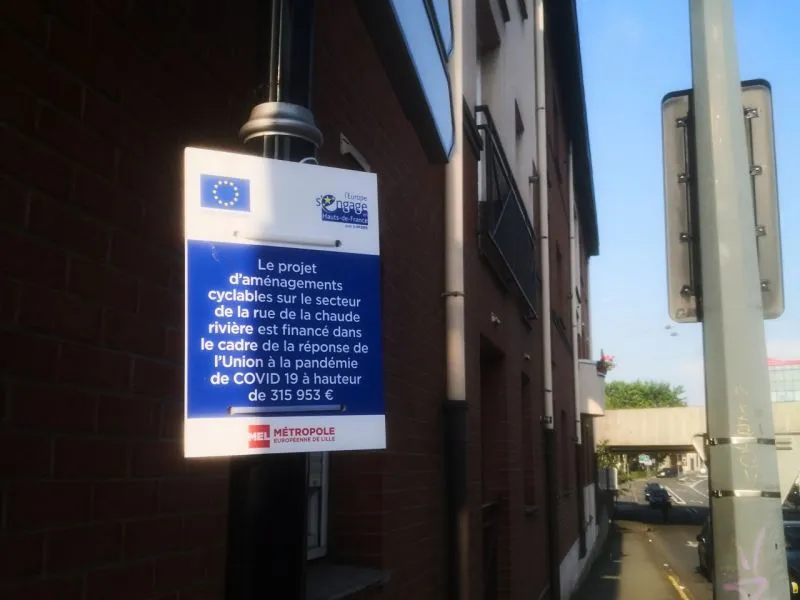 l'Europe
s'engage
en
Hauts-de-France
Le projet
d'aménagements
cyclables sur le secteur
de la rue de la chaude
rivière est financé dans
le cadre de la réponse de
l'Union à la pandémie
de COVID 19 à hauteur
de 315 953 €
MEL MÉTROPOLE
EUROPÉENNE DE LILLE